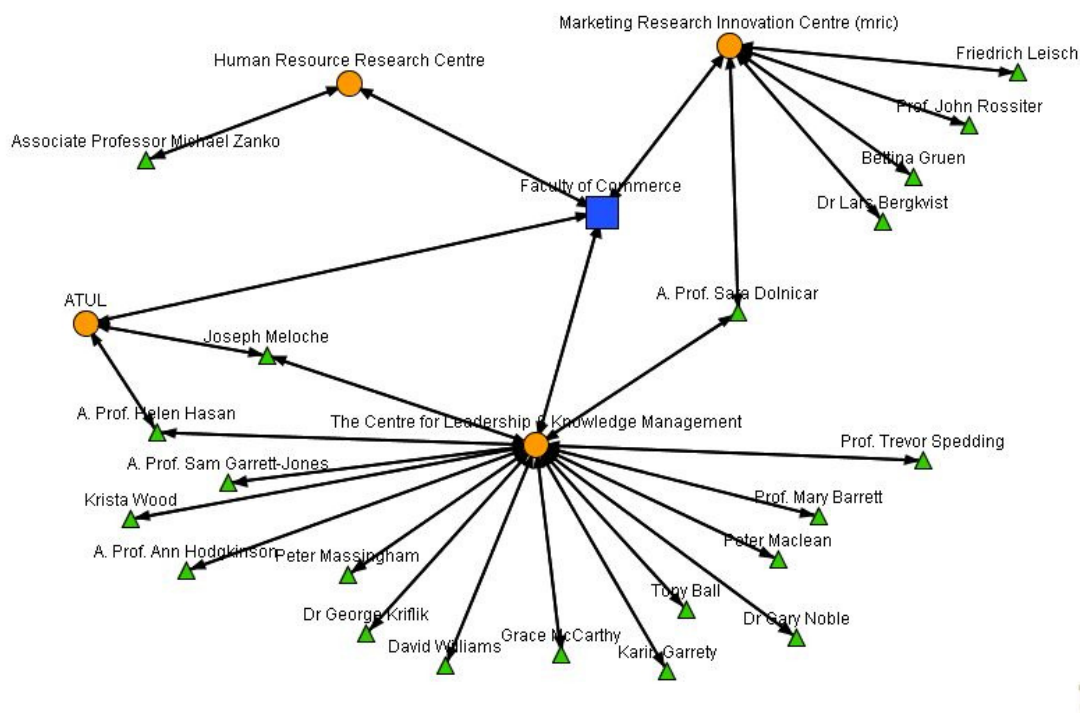 Marketing Research Innovation Centre (mric)
Human Resource Research Centre
Friedrich Leisch
Prof. John Rossiter
Associate Professor Michael Zanko
Bettina Gruen
Faculty of Commerce
Dr Lars Bergkvist
A. Prof. Sara Dolnicar
ATUL
Joseph Meloche
A. Prof. Helen Hasan
The Centre for Leadership & Knowledge Management
Prof. Trevor Spedding
A. Prof. Sam Garrett-Jones
Krista Wood
Prof. Mary Barrett
Peter Maclean
A. Prof. Ann Hodgkinson
Peter Massingham
Tony Ball
Dr George Kriflik
Dr Gary Noble
Grace McCarthy
David Williams
Karin Garrety